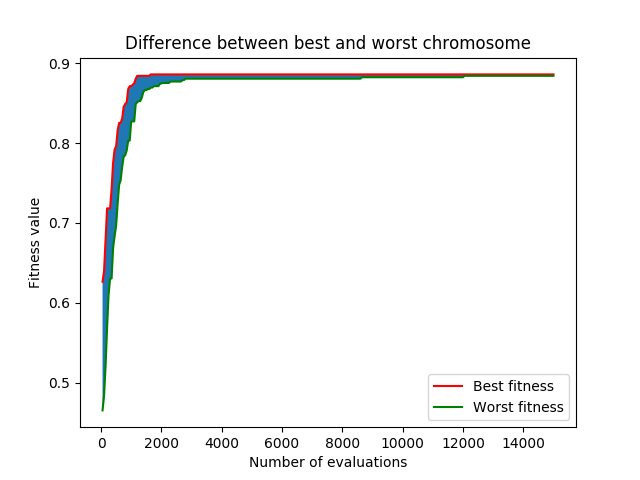 Difference between best and worst chromosome
0.9
0.8
0.7
0.6
0.5
Fitness value
0 2000 4000 6000 8000 10000 12000 14000
Number of evaluations
Best fitness
Worst fitness